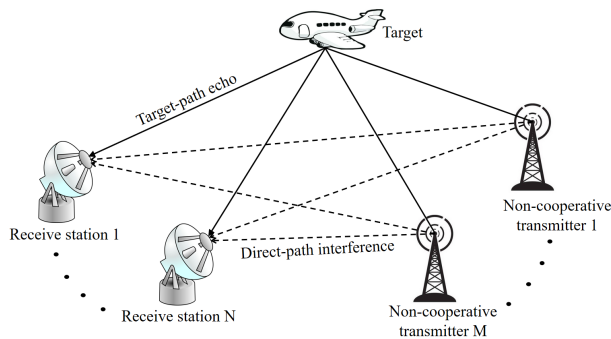 Target
Target-path echo
Receive station 1
Non-cooperative
transmitter 1
Direct-path interference
Receive station N
Non-cooperative
transmitter M